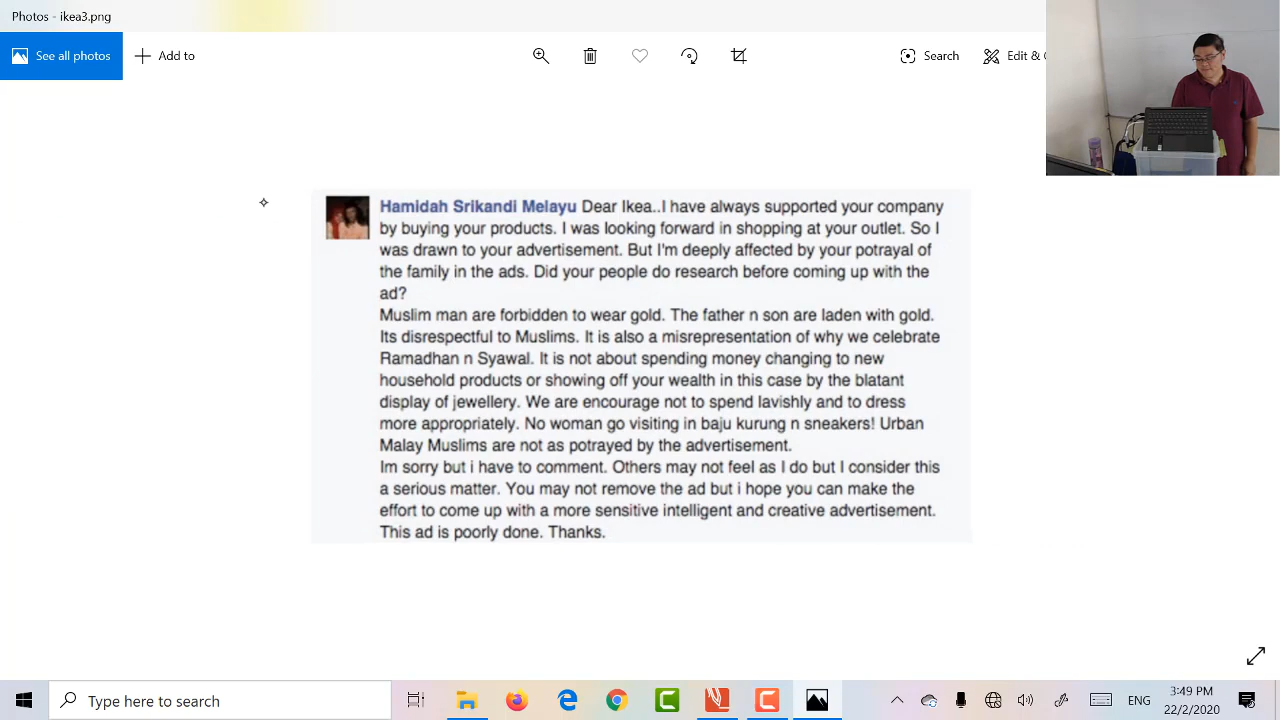 Photos - ikea3.png
See all photos
Add to
Search
Edit &
Hamidah Srikandi Melayu Dear Ikea..I have always supported your company
by buying your products. I was looking forward in shopping at your outlet. So I
was drawn to your advertisement. But I'm deeply affected by your potrayal of
the family in the ads. Did your people do research before coming up with the
ad?
Muslim man are forbidden to wear gold. The father n son are laden with gold.
Its disrespectful to Muslims. It is also a misrepresentation of why we celebrate
Ramadhan n Syawal. It is not about spending money changing to new
household products or showing off your wealth in this case by the blatant
display of jewellery. We are encourage not to spend lavishly and to dress
more appropriately. No woman go visiting in baju kurung n sneakers! Urban
Malay Muslims are not as potrayed by the advertisement.
Im sorry but i have to comment. Others may not feel as I do but I consider this
a serious matter. You may not remove the ad but i hope you can make the
effort to come up with a more sensitive intelligent and creative advertisement.
This ad is poorly done. Thanks.
Type here to search
ENG
3:49 PM
22/2/2020